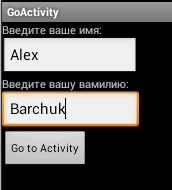 GoActivity
Введите ваше имя:
Alex
Введите вашу вамилию:
Barchuk
Go to Activity